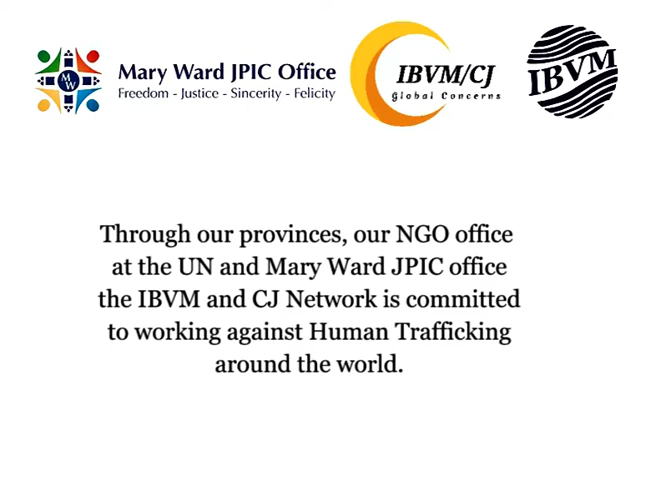 MW
Mary Ward JPIC Office
Freedom - Justice - Sincerity - Felicity
IBVM/CJ
Global Concerns
IBVM
Through our provinces, our NGO office
at the UN and Mary Ward JPIC office
the IBVM and CJ Network is committed
to working against Human Trafficking
around the world.